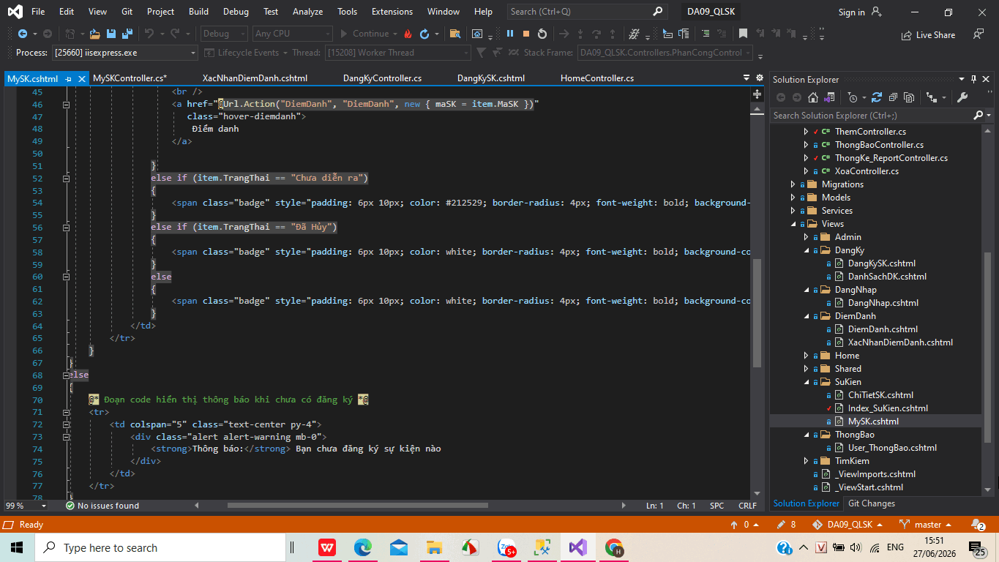 File Edit View Git Project Build Debug Test Analyze Tools Extensions Window Help Search (Ctrl+Q) DA09_QLSK Sign in
Debug Any CPU Continue Live Share
Process: [25660] iisexpress.exe Lifecycle Events Thread: [15208] Worker Thread Stack Frame: DA09_QLSK.Controllers.PhanCongControl
MySK.cshtml MySKController.cs* XacNhanDiemDanh.cshtml DangKyController.cs DangKySK.cshtml HomeController.cs
45 <br />
46 <a href="@Url.Action("DiemDanh", "DiemDanh", new { maSK = item.MaSK })"
47 class="hover-diemdanh">
48 Điểm danh
49 </a>
50
51 }
52 else if (item.TrangThai == "Chưa diễn ra")
53 {
54 <span class="badge" style="padding: 6px 10px; color: #212529; border-radius: 4px; font-weight: bold; background-
55 }
56 else if (item.TrangThai == "Đã Hủy")
57 {
58 <span class="badge" style="padding: 6px 10px; color: white; border-radius: 4px; font-weight: bold; background-co
59 }
60 else
61 {
62 <span class="badge" style="padding: 6px 10px; color: white; border-radius: 4px; font-weight: bold; background-co
63 }
64 </td>
65 </tr>
66 }
67 }
68 else
69 {
70 @* Đoạn code hiển thị thông báo khi chưa có đăng ký *@
71 <tr>
72 <td colspan="5" class="text-center py-4">
73 <div class="alert alert-warning mb-0">
74 <strong>Thông báo:</strong> Bạn chưa đăng ký sự kiện nào
75 </div>
76 </td>
77 </tr>
78 }
99 % No issues found Ln: 1 Ch: 1 SPC CRLF
Solution Explorer
Search Solution Explorer (Ctrl+;)
C# ThemController.cs
C# ThongBaoController.cs
C# ThongKe_ReportController.cs
C# XoaController.cs
Migrations
Models
Services
Views
Admin
DangKy
DangKySK.cshtml
DanhSachDK.cshtml
DangNhap
DangNhap.cshtml
DiemDanh
DiemDanh.cshtml
XacNhanDiemDanh.cshtml
Home
Shared
SuKien
ChiTietSK.cshtml
Index_SuKien.cshtml
MySK.cshtml
ThongBao
User_ThongBao.cshtml
TimKiem
_ViewImports.cshtml
_ViewStart.cshtml
Solution Explorer Git Changes
Ready 0 8 DA09_QLSK master 2
Type here to search 5+ H V ENG 15:51
27/06/2026 25